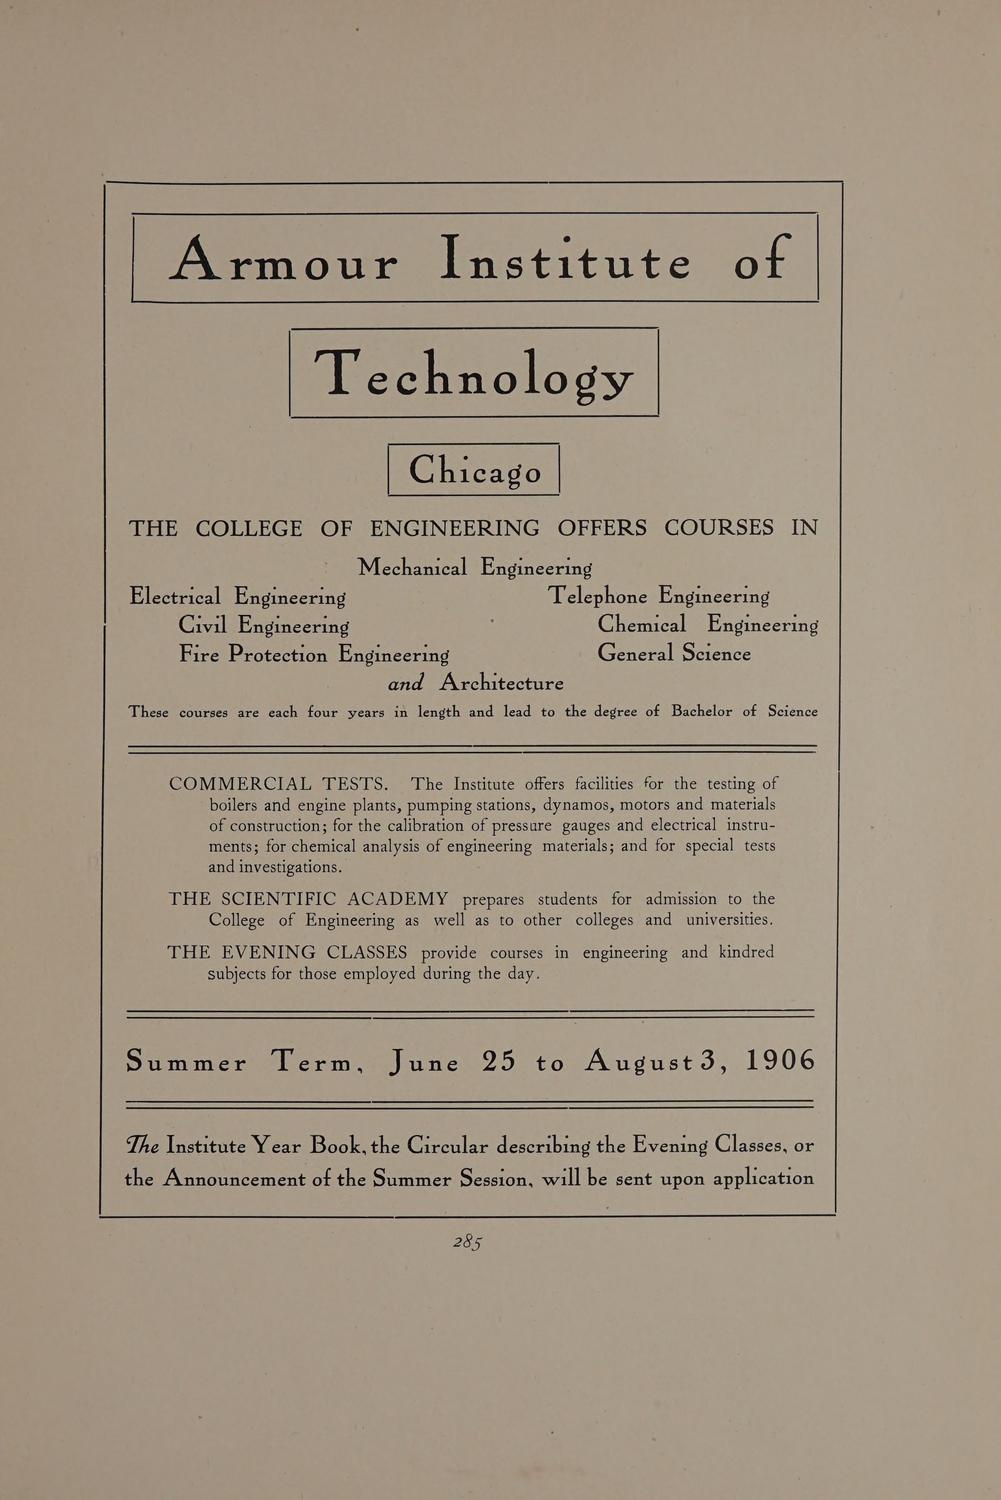 Armour Institute of
Technology
Chicago
THE COLLEGE OF ENGINEERING OFFERS COURSES IN
Mechanical Engineering
Electrical Engineering Telephone Engineering
Civil Engineering Chemical Engineering
Fire Protection Engineering General Science
and Architecture
These courses are each four years in length and lead to the degree of Bachelor of Science
COMMERCIAL TESTS. The Institute offers facilities for the testing of
boilers and engine plants, pumping stations, dynamos, motors and materials
of construction; for the calibration of pressure gauges and electrical instru-
ments; for chemical analysis of engineering materials; and for special tests
and investigations.
THE SCIENTIFIC ACADEMY prepares students for admission to the
College of Engineering as well as to other colleges and universities.
THE EVENING CLASSES provide courses in engineering and kindred
subjects for those employed during the day.
Summer Term, June 25 to August 3, 1906
The Institute Year Book, the Circular describing the Evening Classes, or
the Announcement of the Summer Session, will be sent upon application
285